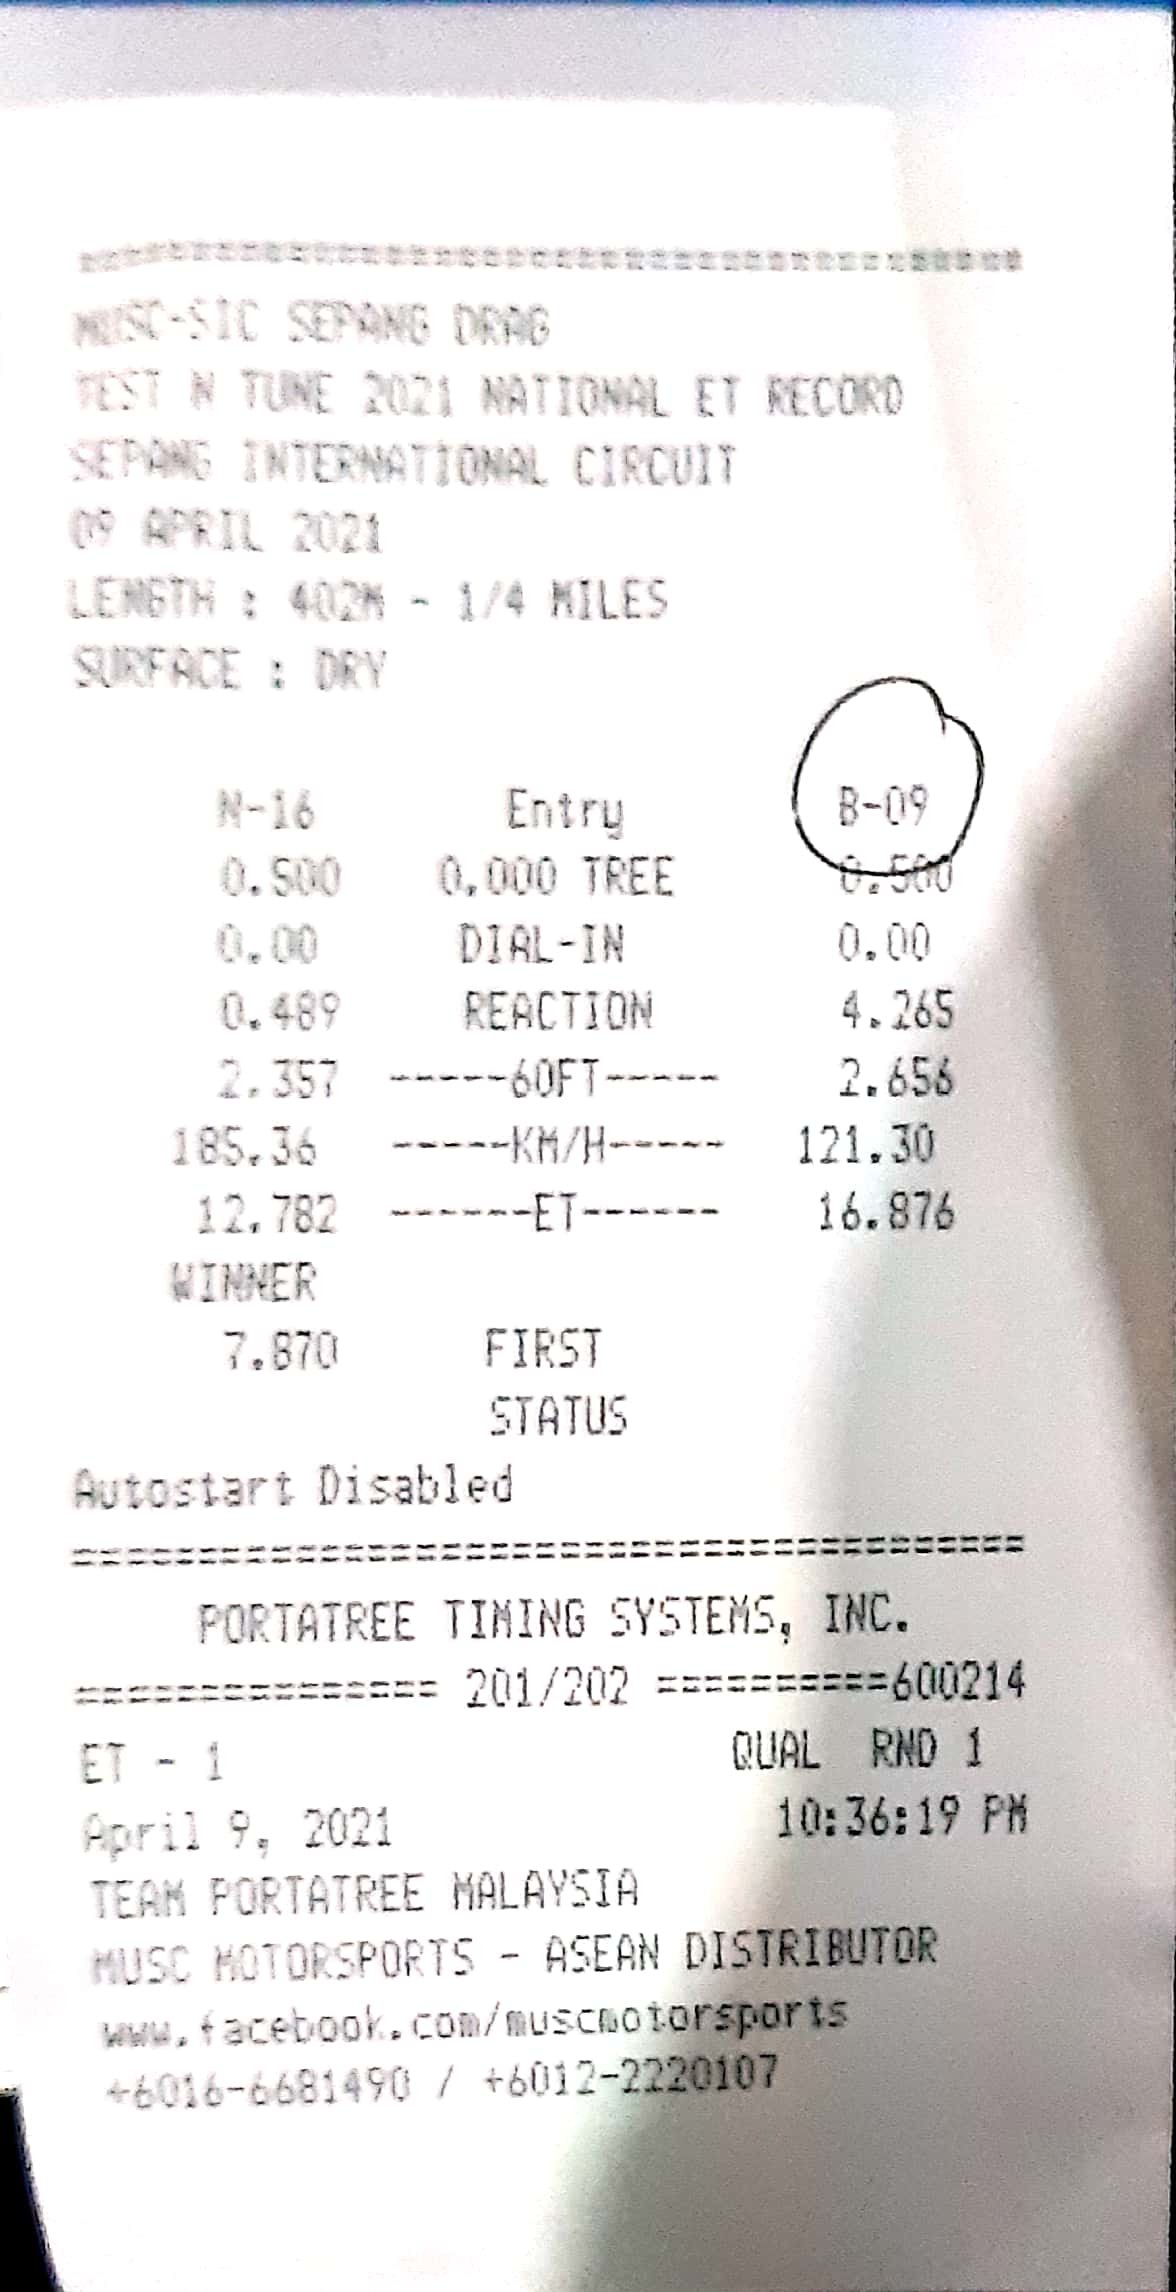 ========================================
MUSC-SIC SEPANG DRAG
TEST N TUNE 2021 NATIONAL ET RECORD
SEPANG INTERNATIONAL CIRCUIT
09 APRIL 2021
LENGTH : 402M - 1/4 MILES
SURFACE : DRY
N-16 Entry B-09
0.500 0.000 TREE 0.500
0.00 DIAL-IN 0.00
0.489 REACTION 4.265
2.357 -----60FT----- 2.656
185.36 -----KM/H----- 121.30
12.782 ------ET------ 16.876
WINNER
7.870 FIRST
STATUS
Autostart Disabled
========================================
PORTATREE TIMING SYSTEMS, INC.
=============== 201/202 ==========600214
ET - 1 QUAL RND 1
April 9, 2021 10:36:19 PM
TEAM PORTATREE MALAYSIA
MUSC MOTORSPORTS - ASEAN DISTRIBUTOR
www.facebook.com/muscmotorsports
+6016-6681490 / +6012-2220107